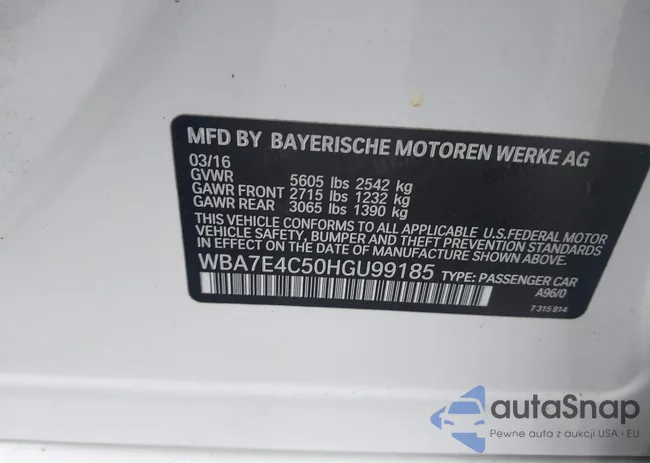 MFD BY BAYERISCHE MOTOREN WERKE AG
03/16
GVWR 5605 lbs 2542 kg
GAWR FRONT 2715 lbs 1232 kg
GAWR REAR 3065 lbs 1390 kg
THIS VEHICLE CONFORMS TO ALL APPLICABLE U.S.FEDERAL MOTOR
VEHICLE SAFETY, BUMPER AND THEFT PREVENTION STANDARDS
IN EFFECT ON THE DATE OF MANUFACTURE SHOWN ABOVE.
WBA7E4C50HGU99185 TYPE: PASSENGER CAR
A96/0
7 315 814
autaSnap
Pewne auta z aukcji USA i EU